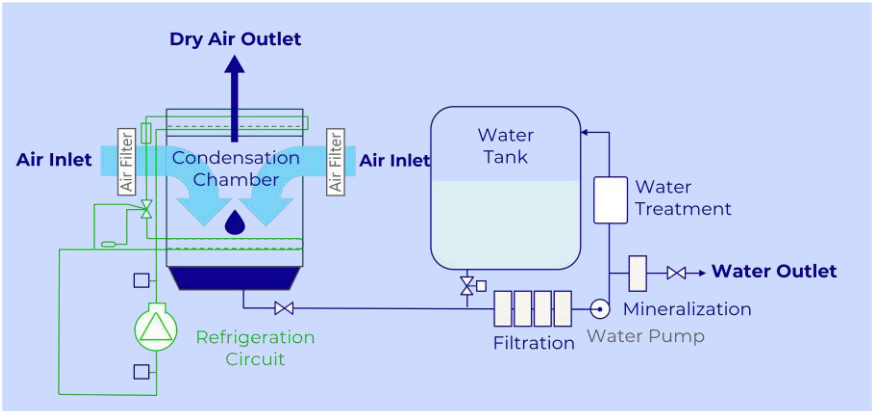 Dry Air Outlet
Air Inlet
Air Filter
Condensation
Chamber
Air Filter
Air Inlet
Water
Tank
Water
Treatment
Water Outlet
Mineralization
Refrigeration
Circuit
Filtration
Water Pump